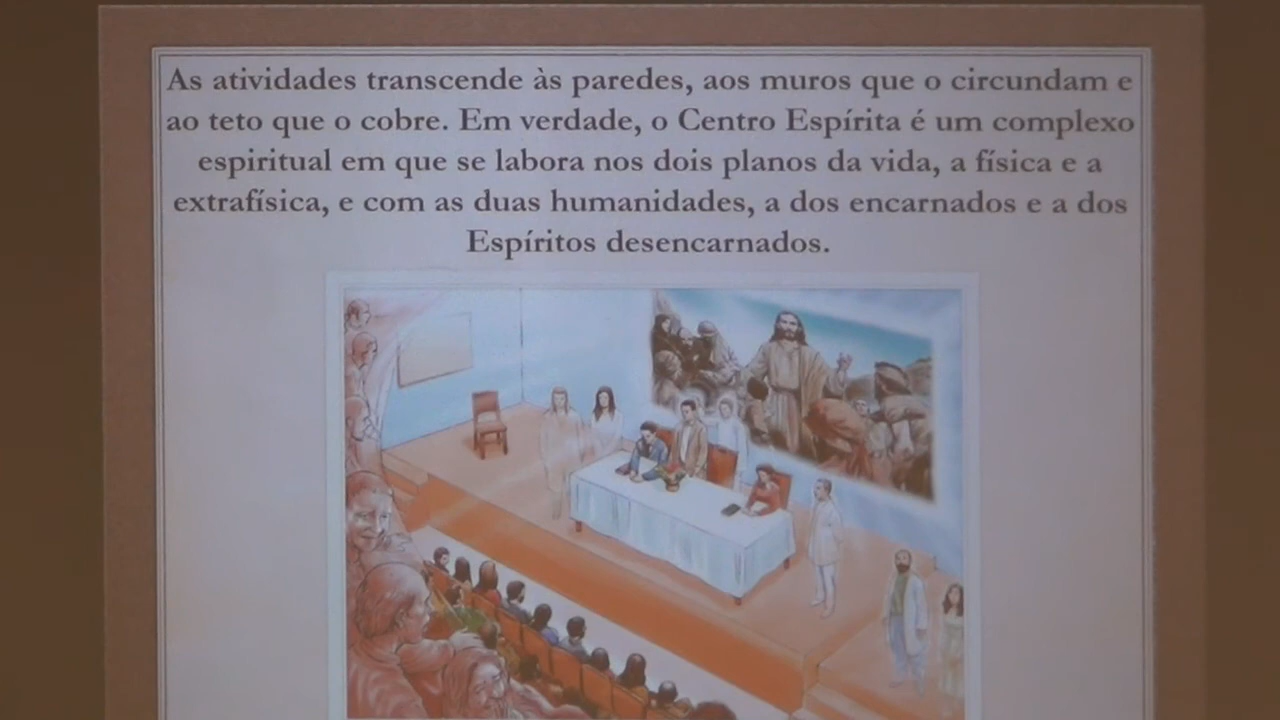 As atividades transcende às paredes, aos muros que o circundam e
ao teto que o cobre. Em verdade, o Centro Espírita é um complexo
espiritual em que se labora nos dois planos da vida, a física e a
extrafísica, e com as duas humanidades, a dos encarnados e a dos
Espíritos desencarnados.